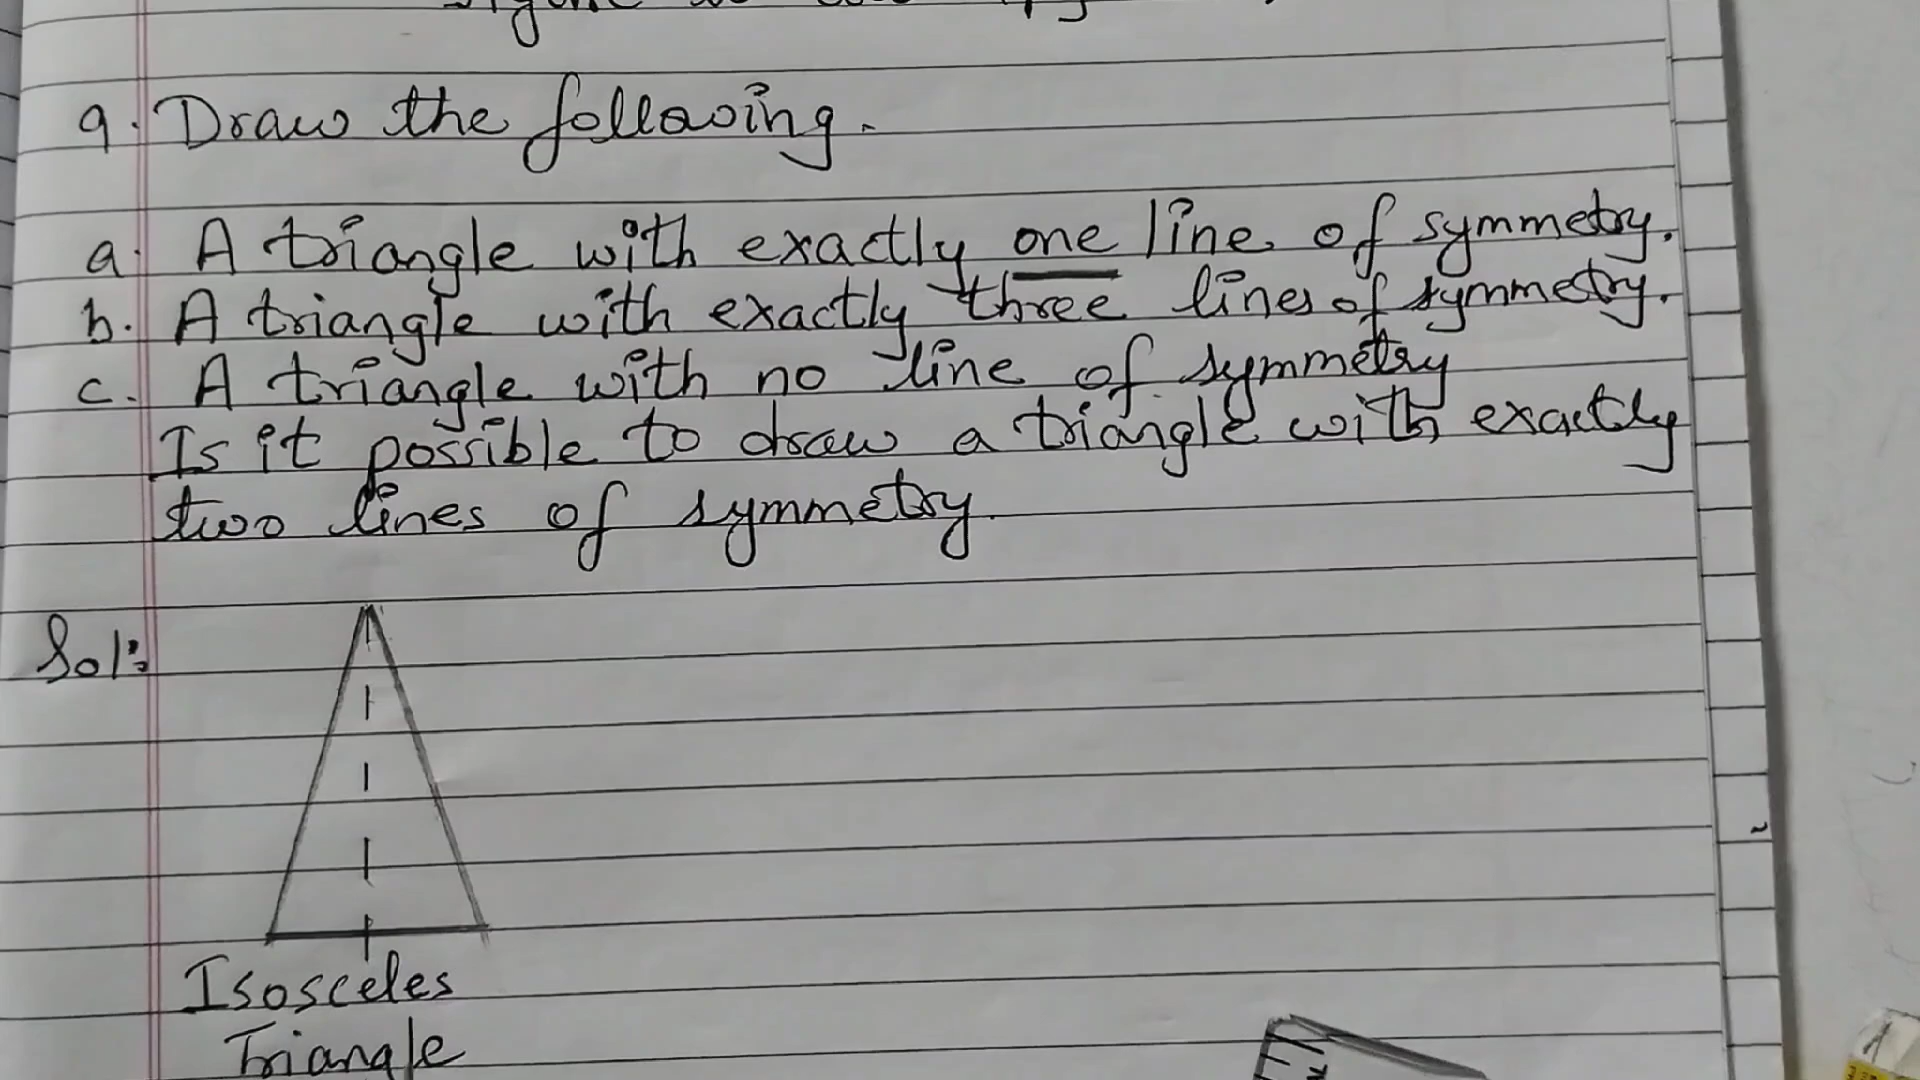 9. Draw the following.
a. A triangle with exactly one line of symmetry.
b. A triangle with exactly three lines of symmetry.
c. A triangle with no line of symmetry
Is it possible to draw a triangle with exactly
two lines of symmetry.
Sol:
Isosceles
Triangle